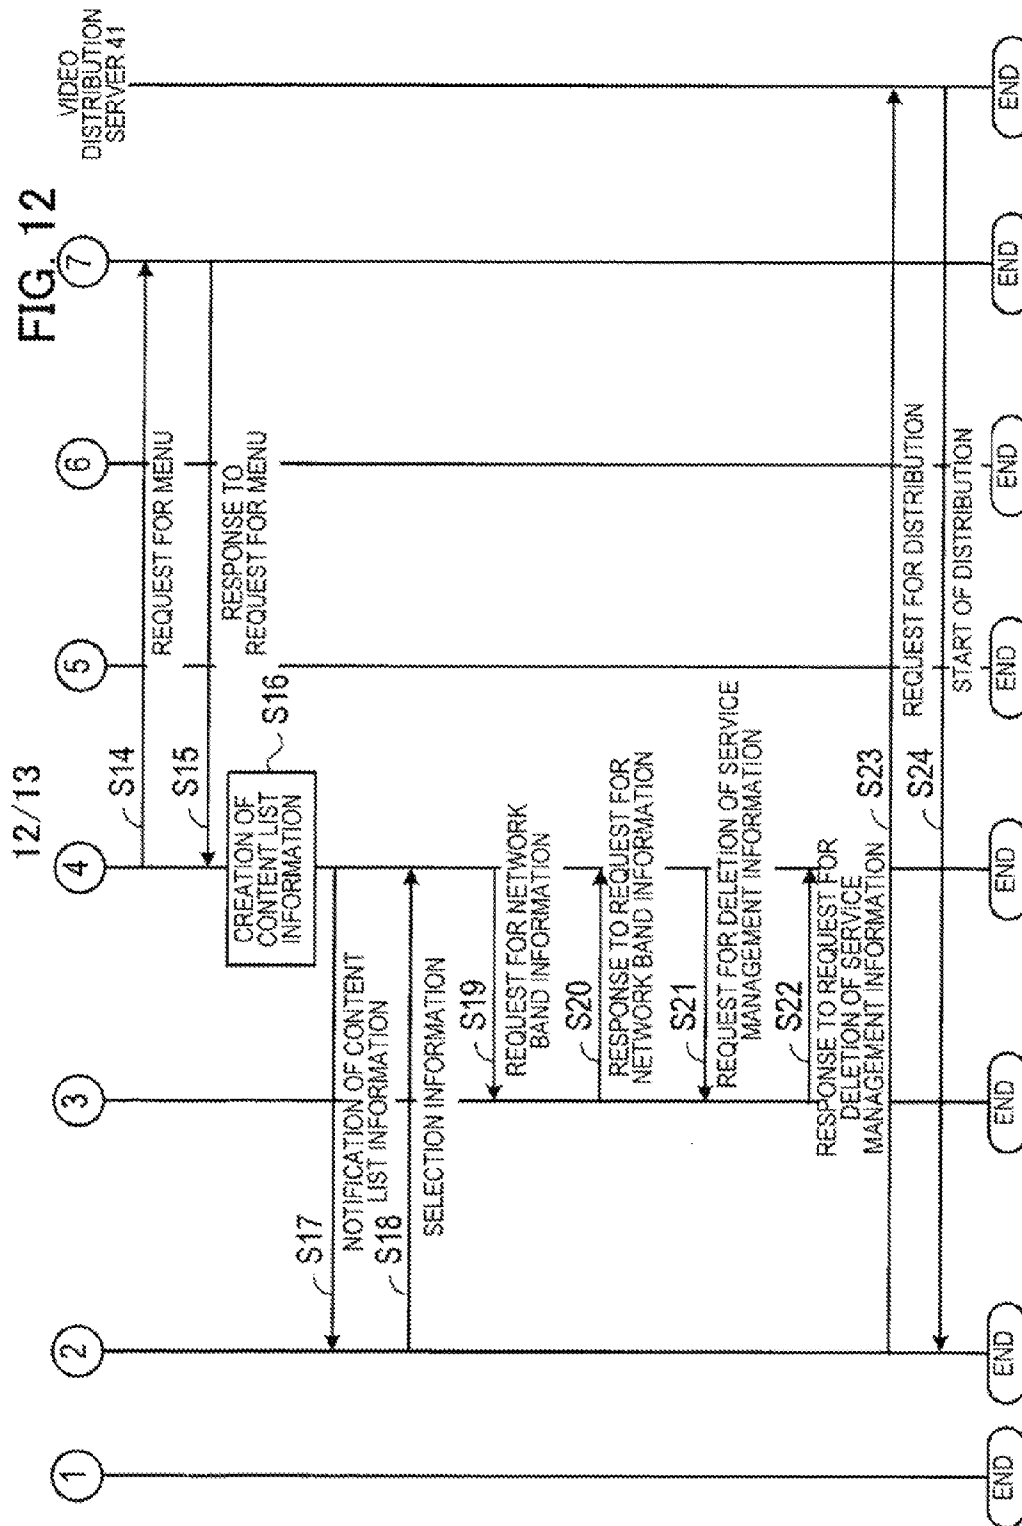 12/13
FIG. 12
1
2
3
4
5
6
7
VIDEO
DISTRIBUTION
SERVER 41
S14
REQUEST FOR MENU
S15
RESPONSE TO
REQUEST FOR MENU
CREATION OF
CONTENT LIST
INFORMATION
S16
S17
NOTIFICATION OF CONTENT
LIST INFORMATION
S18
SELECTION INFORMATION
S19
REQUEST FOR NETWORK
BAND INFORMATION
S20
RESPONSE TO REQUEST FOR
NETWORK BAND INFORMATION
S21
REQUEST FOR DELETION OF SERVICE
MANAGEMENT INFORMATION
S22
RESPONSE TO REQUEST FOR
DELETION OF SERVICE
MANAGEMENT INFORMATION
S23
REQUEST FOR DISTRIBUTION
S24
START OF DISTRIBUTION
END
END
END
END
END
END
END
END